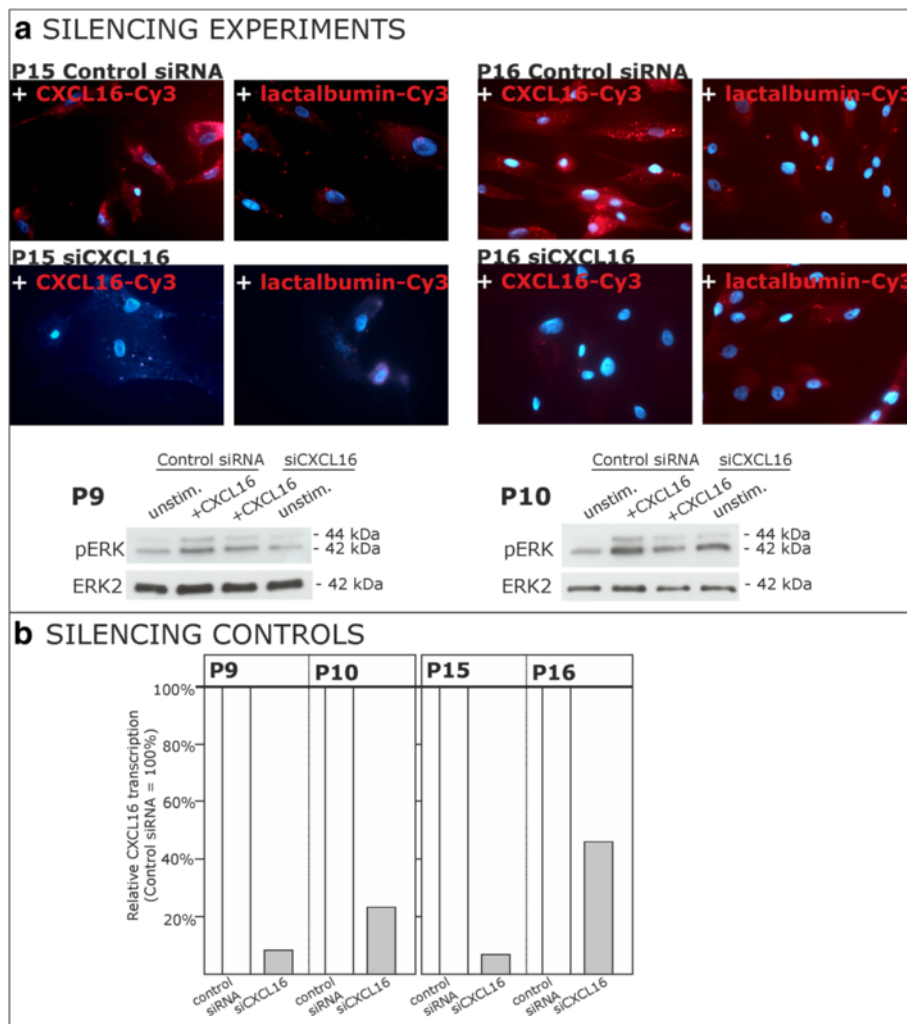 a SILENCING EXPERIMENTS
P15 Control siRNA
+ CXCL16-Cy3
+ lactalbumin-Cy3
P16 Control siRNA
+ CXCL16-Cy3
+ lactalbumin-Cy3
P15 siCXCL16
+ CXCL16-Cy3
+ lactalbumin-Cy3
P16 siCXCL16
+ CXCL16-Cy3
+ lactalbumin-Cy3
P9
Control siRNA
siCXCL16
unstim.
+CXCL16
+CXCL16
unstim.
pERK
- 44 kDa
- 42 kDa
ERK2
- 42 kDa
P10
Control siRNA
siCXCL16
unstim.
+CXCL16
+CXCL16
unstim.
pERK
- 44 kDa
- 42 kDa
ERK2
- 42 kDa
b SILENCING CONTROLS
P9
P10
P15
P16
Relative CXCL16 transcription
(Control siRNA = 100%)
100%
80%
60%
40%
20%
control
siRNA
siCXCL16
control
siRNA
siCXCL16
control
siRNA
siCXCL16
control
siRNA
siCXCL16